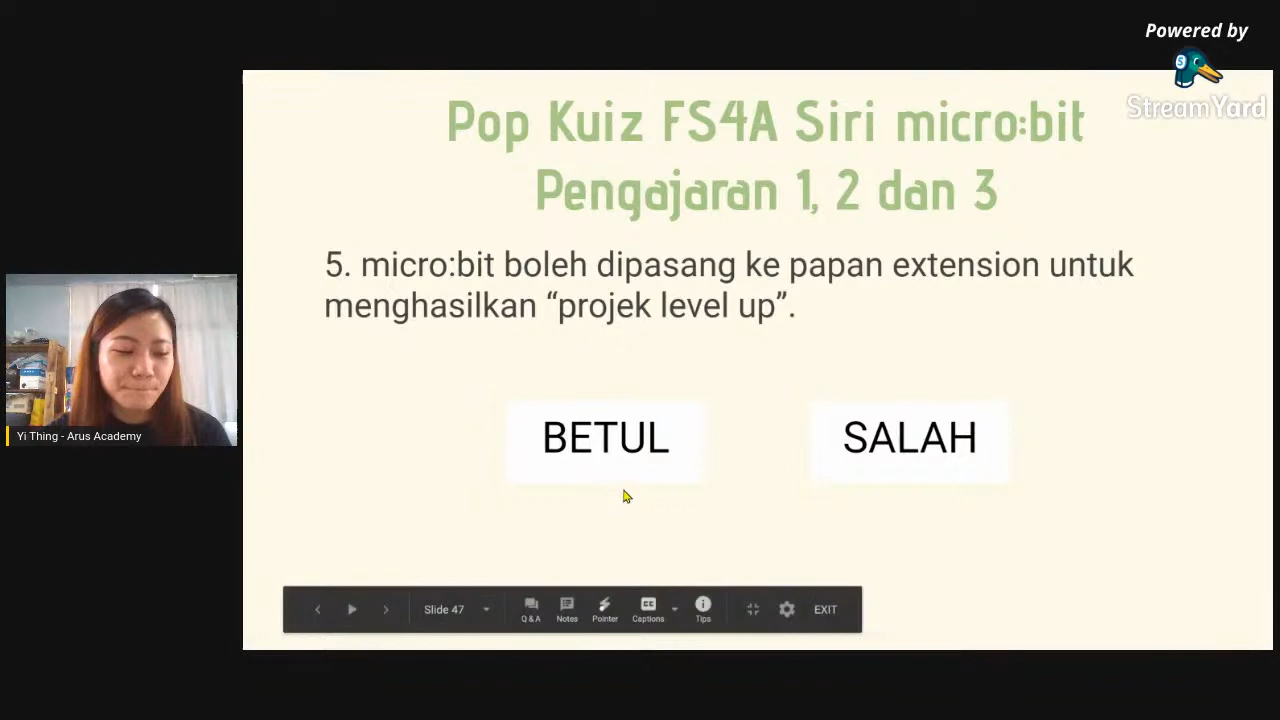 Powered by
StreamYard
Pop Kuiz FS4A Siri micro:bit
Pengajaran 1, 2 dan 3
5. micro:bit boleh dipasang ke papan extension untuk
menghasilkan “projek level up”.
BETUL
SALAH
Yi Thing - Arus Academy
Slide 47
Q & A
Notes
Pointer
Captions
Tips
EXIT